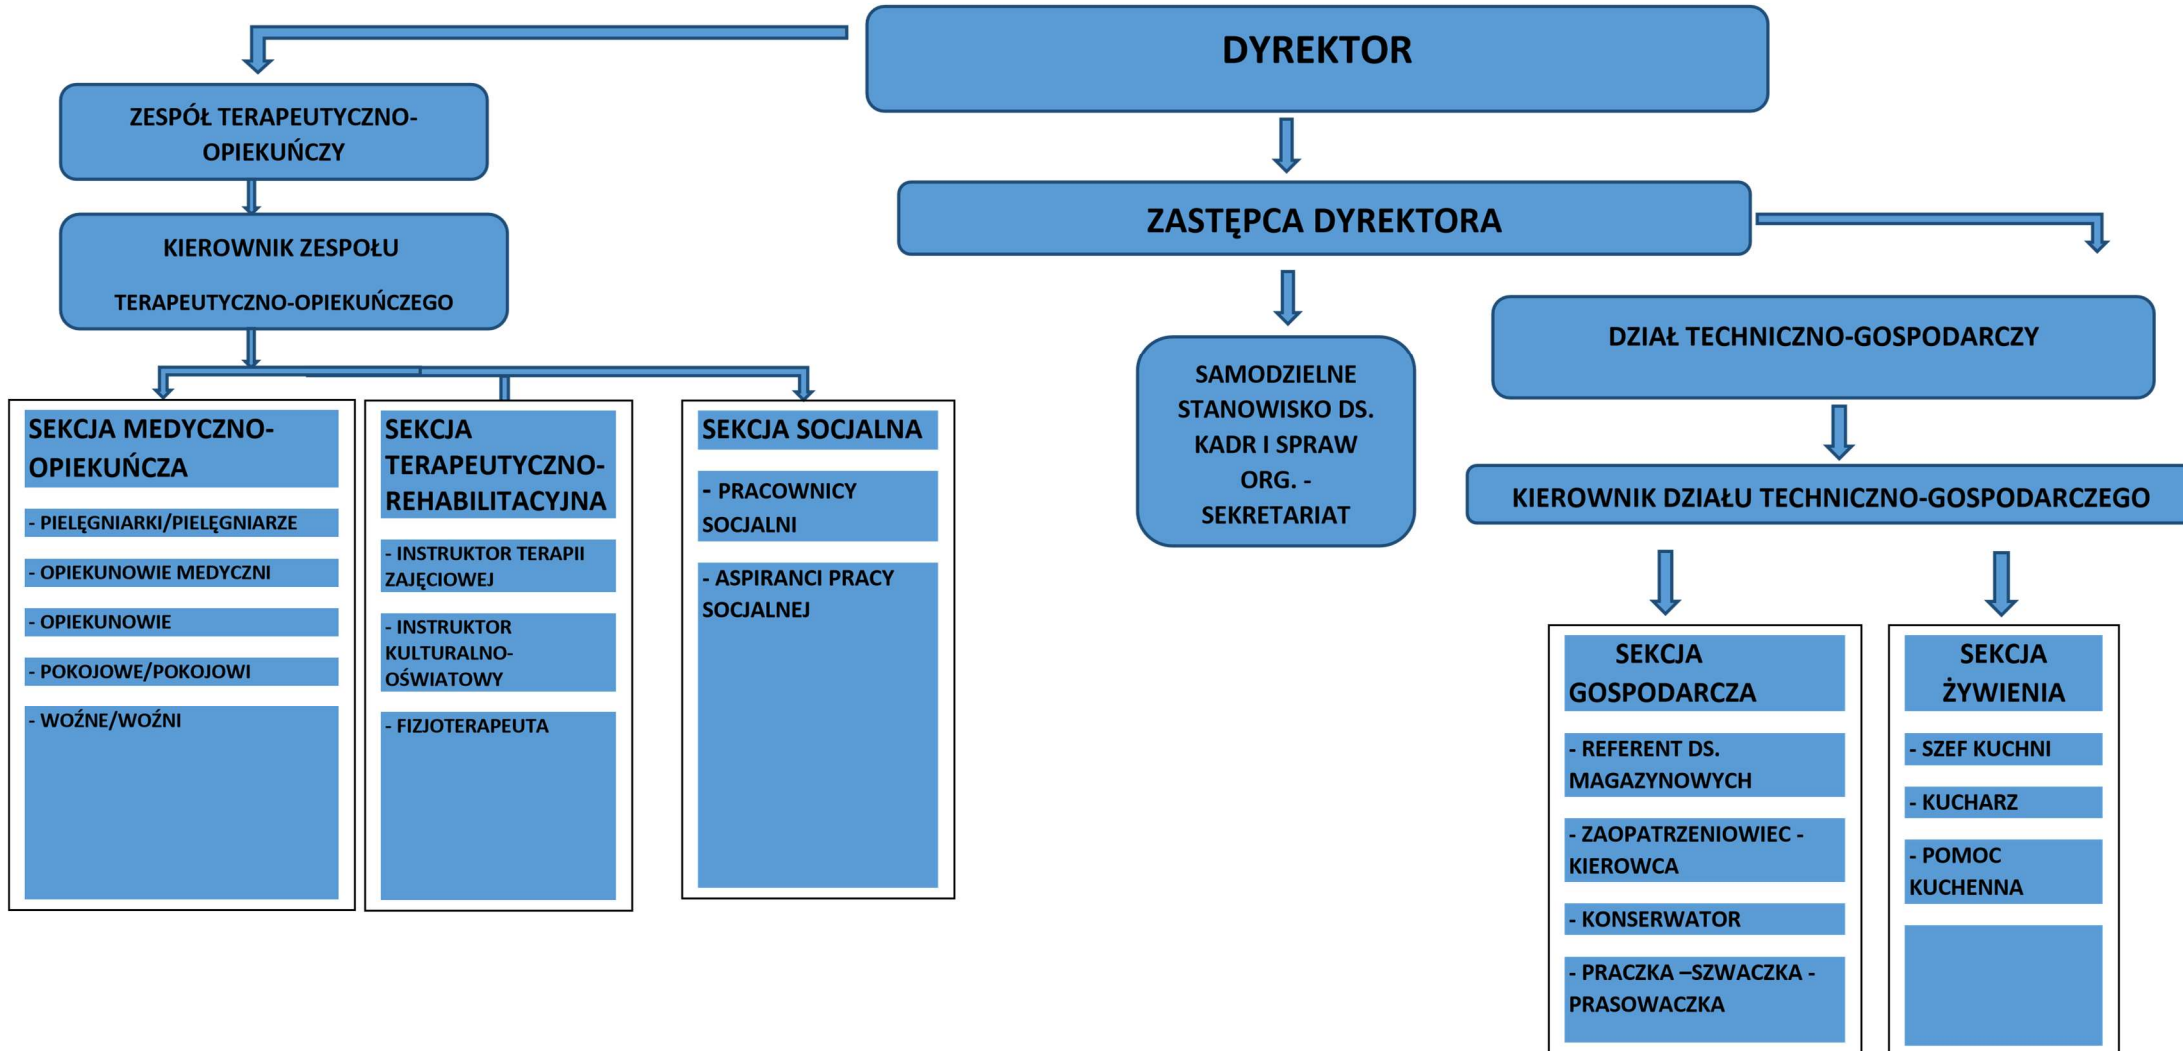 DYREKTOR
ZESPÓŁ TERAPEUTYCZNO-
OPIEKUŃCZY
KIEROWNIK ZESPOŁU
TERAPEUTYCZNO-OPIEKUŃCZEGO
ZASTĘPCA DYREKTORA
SAMODZIELNE
STANOWISKO DS.
KADR I SPRAW
ORG. -
SEKRETARIAT
DZIAŁ TECHNICZNO-GOSPODARCZY
KIEROWNIK DZIAŁU TECHNICZNO-GOSPODARCZEGO
SEKCJA MEDYCZNO-
OPIEKUŃCZA
- PIELĘGNIARKI/PIELĘGNIARZE
- OPIEKUNOWIE MEDYCZNI
- OPIEKUNOWIE
- POKOJOWE/POKOJOWI
- WOŹNE/WOŹNI
SEKCJA
TERAPEUTYCZNO-
REHABILITACYJNA
- INSTRUKTOR TERAPII
ZAJĘCIOWEJ
- INSTRUKTOR
KULTURALNO-
OŚWIATOWY
- FIZJOTERAPEUTA
SEKCJA SOCJALNA
- PRACOWNICY
SOCJALNI
- ASPIRANCI PRACY
SOCJALNEJ
SEKCJA
GOSPODARCZA
- REFERENT DS.
MAGAZYNOWYCH
- ZAOPATRZENIOWIEC -
KIEROWCA
- KONSERWATOR
- PRACZKA –SZWACZKA -
PRASOWACZKA
SEKCJA
ŻYWIENIA
- SZEF KUCHNI
- KUCHARZ
- POMOC
KUCHENNA